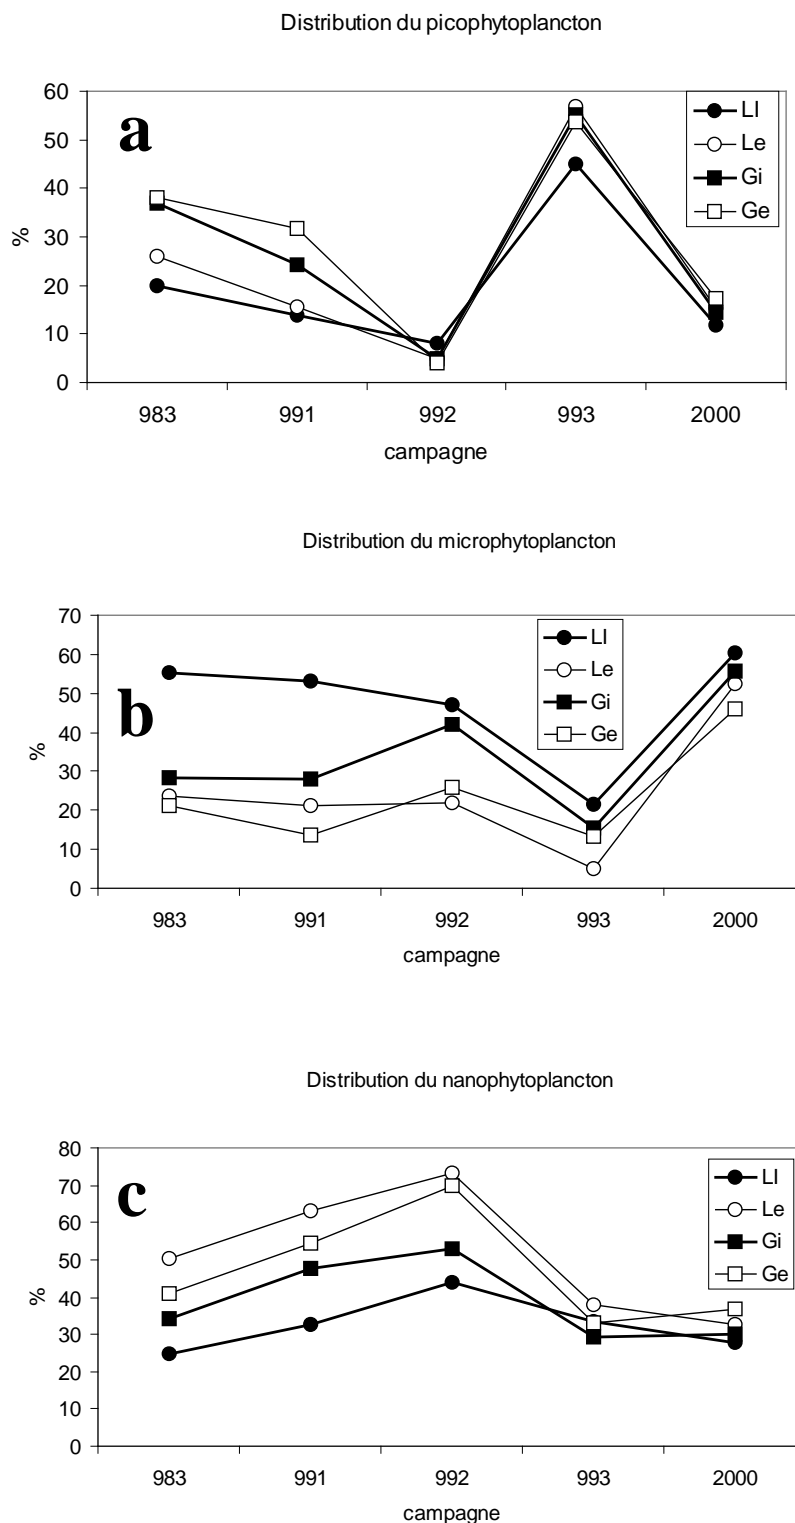 Distribution du picophytoplancton
a
60
50
40
30
20
10
0
%
LI
Le
Gi
Ge
983 991 992 993 2000
campagne
Distribution du microphytoplancton
b
70
60
50
40
30
20
10
0
%
LI
Le
Gi
Ge
983 991 992 993 2000
campagne
Distribution du nanophytoplancton
c
80
70
60
50
40
30
20
10
0
%
LI
Le
Gi
Ge
983 991 992 993 2000
campagne